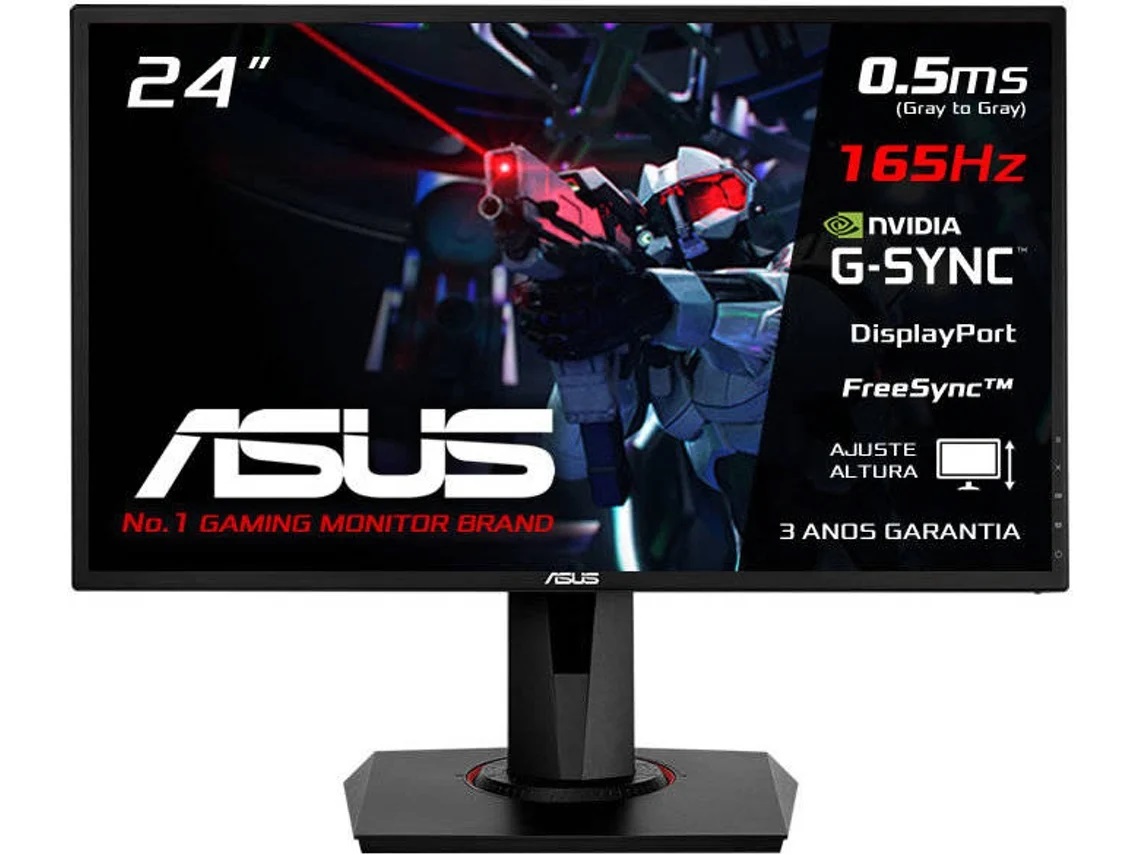 24"
0.5ms
(Gray to Gray)
165Hz
NVIDIA
G-SYNC™
DisplayPort
FreeSync™
AJUSTE
ALTURA
3 ANOS GARANTIA
ASUS
No.1 GAMING MONITOR BRAND
ASUS